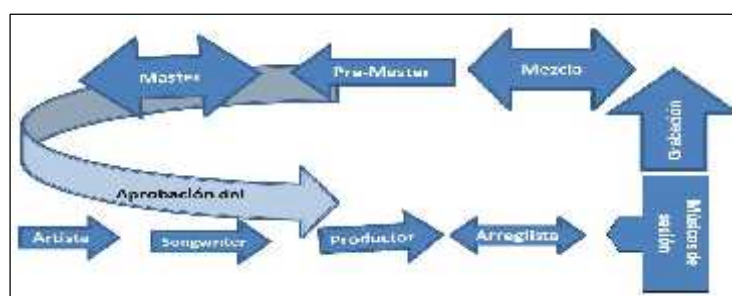 Master
Pre-Master
Mezcla
Grabación
Aprobación del
Artista
Songwriter
Productor
Arreglista
Músicos de
sesión